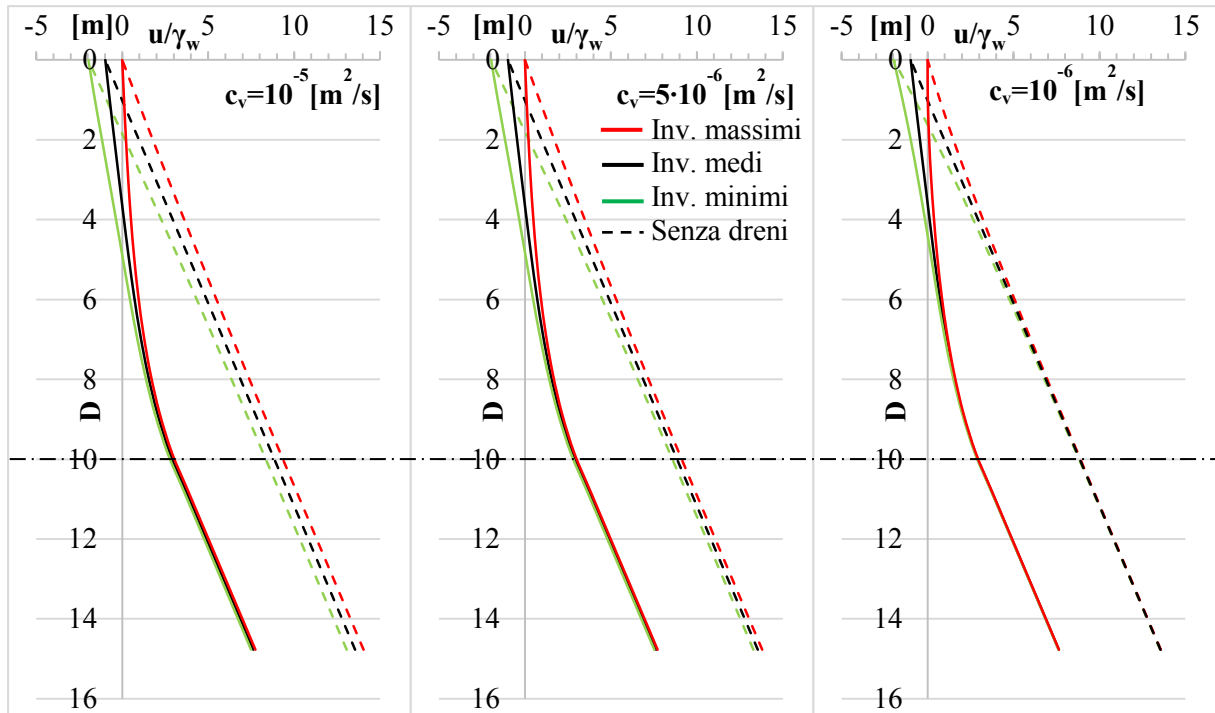 -5 [m] 0 5 10 15
u/γw
cv=10^-5[m^2/s]
0
2
4
6
8
10
12
14
16
D
-5 [m] 0 5 10 15
u/γw
cv=5·10^-6[m^2/s]
Inv. massimi
Inv. medi
Inv. minimi
Senza dreni
0
2
4
6
8
10
12
14
16
D
-5 [m] 0 5 10 15
u/γw
cv=10^-6[m^2/s]
0
2
4
6
8
10
12
14
16
D